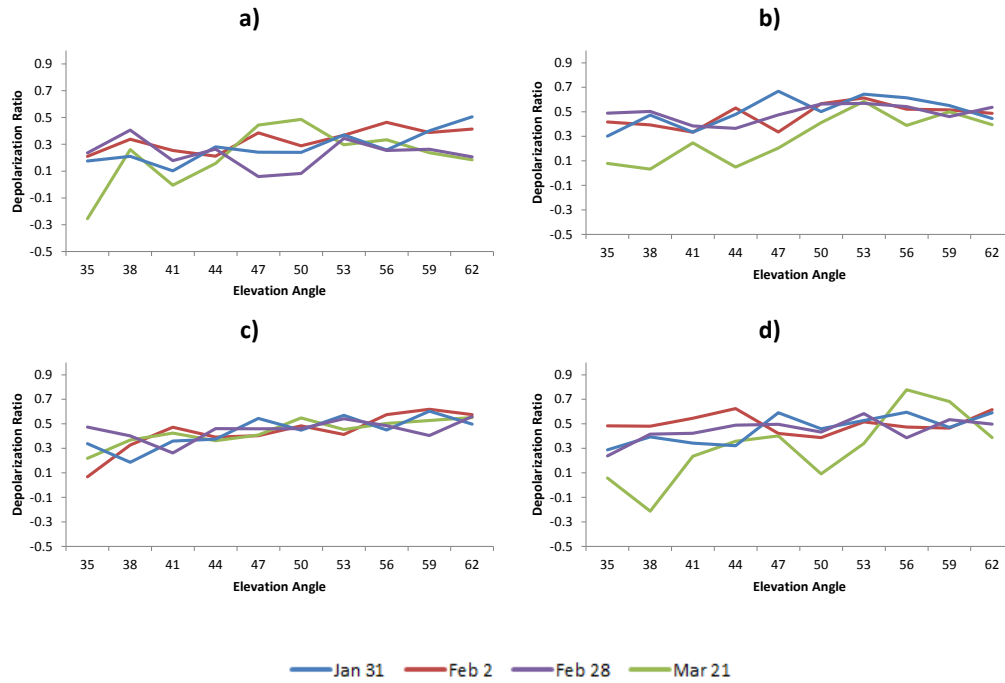 a)
0.9
0.7
0.5
0.3
0.1
-0.1
-0.3
-0.5
Depolarization Ratio
35 38 41 44 47 50 53 56 59 62
Elevation Angle
b)
0.9
0.7
0.5
0.3
0.1
-0.1
-0.3
-0.5
Depolarization Ratio
35 38 41 44 47 50 53 56 59 62
Elevation Angle
c)
0.9
0.7
0.5
0.3
0.1
-0.1
-0.3
-0.5
Depolarization Ratio
35 38 41 44 47 50 53 56 59 62
Elevation Angle
d)
0.9
0.7
0.5
0.3
0.1
-0.1
-0.3
-0.5
Depolarization Ratio
35 38 41 44 47 50 53 56 59 62
Elevation Angle
Jan 31 Feb 2 Feb 28 Mar 21